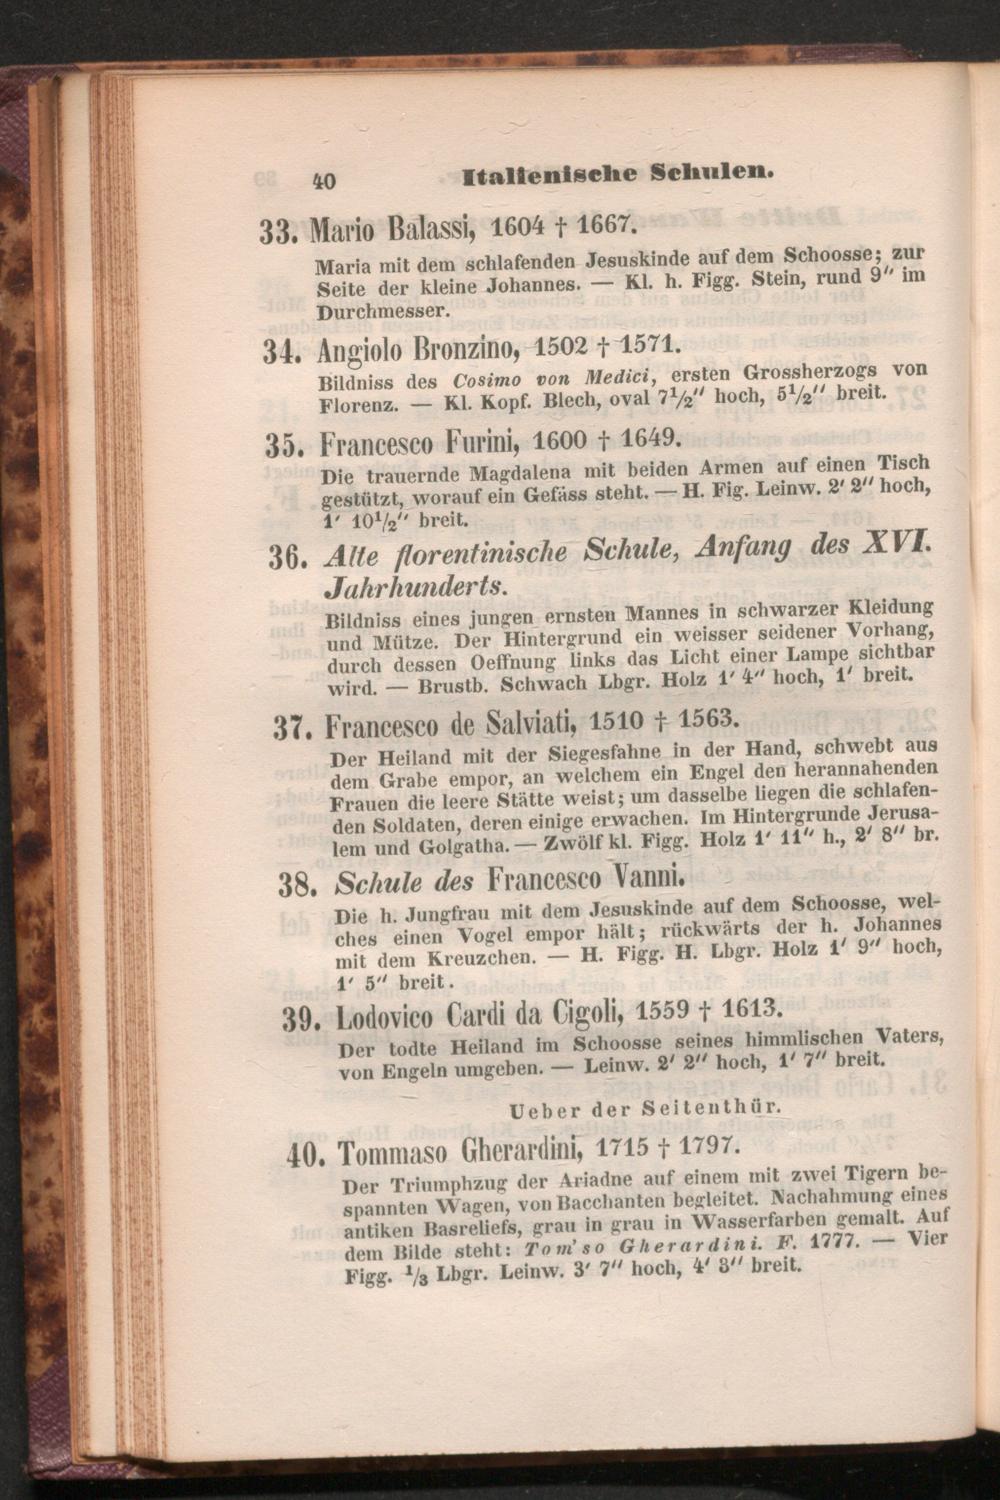 40 Italienische Schulen.
33. Mario Balassi, 1604 † 1667.
Maria mit dem schlafenden Jesuskinde auf dem Schoosse; zur
Seite der kleine Johannes. — Kl. h. Figg. Stein, rund 9″ im
Durchmesser.
34. Angiolo Bronzino, 1502 † 1571.
Bildniss des Cosimo von Medici, ersten Grossherzogs von
Florenz. — Kl. Kopf. Blech, oval 7½″ hoch, 5½″ breit.
35. Francesco Furini, 1600 † 1649.
Die trauernde Magdalena mit beiden Armen auf einen Tisch
gestützt, worauf ein Gefäss steht. — H. Fig. Leinw. 2′ 2″ hoch,
1′ 10½″ breit.
36. Alte florentinische Schule, Anfang des XVI.
Jahrhunderts.
Bildniss eines jungen ernsten Mannes in schwarzer Kleidung
und Mütze. Der Hintergrund ein weisser seidener Vorhang,
durch dessen Oeffnung links das Licht einer Lampe sichtbar
wird. — Brustb. Schwach Lbgr. Holz 1′ 4″ hoch, 1′ breit.
37. Francesco de Salviati, 1510 † 1563.
Der Heiland mit der Siegesfahne in der Hand, schwebt aus
dem Grabe empor, an welchem ein Engel den herannahenden
Frauen die leere Stätte weist; um dasselbe liegen die schlafen-
den Soldaten, deren einige erwachen. Im Hintergrunde Jerusa-
lem und Golgatha. — Zwölf kl. Figg. Holz 1′ 11″ h., 2′ 8″ br.
38. Schule des Francesco Vanni.
Die h. Jungfrau mit dem Jesuskinde auf dem Schoosse, wel-
ches einen Vogel empor hält; rückwärts der h. Johannes
mit dem Kreuzchen. — H. Figg. H. Lbgr. Holz 1′ 9″ hoch,
1′ 5″ breit.
39. Lodovico Cardi da Cigoli, 1559 † 1613.
Der todte Heiland im Schoosse seines himmlischen Vaters,
von Engeln umgeben. — Leinw. 2′ 2″ hoch, 1′ 7″ breit.
Ueber der Seitenthür.
40. Tommaso Gherardini, 1715 † 1797.
Der Triumphzug der Ariadne auf einem mit zwei Tigern be-
spannten Wagen, von Bacchanten begleitet. Nachahmung eines
antiken Basreliefs, grau in grau in Wasserfarben gemalt. Auf
dem Bilde steht: Tom'so Gherardini. F. 1777. — Vier
Figg. ⅓ Lbgr. Leinw. 3′ 7″ hoch, 4′ 3″ breit.